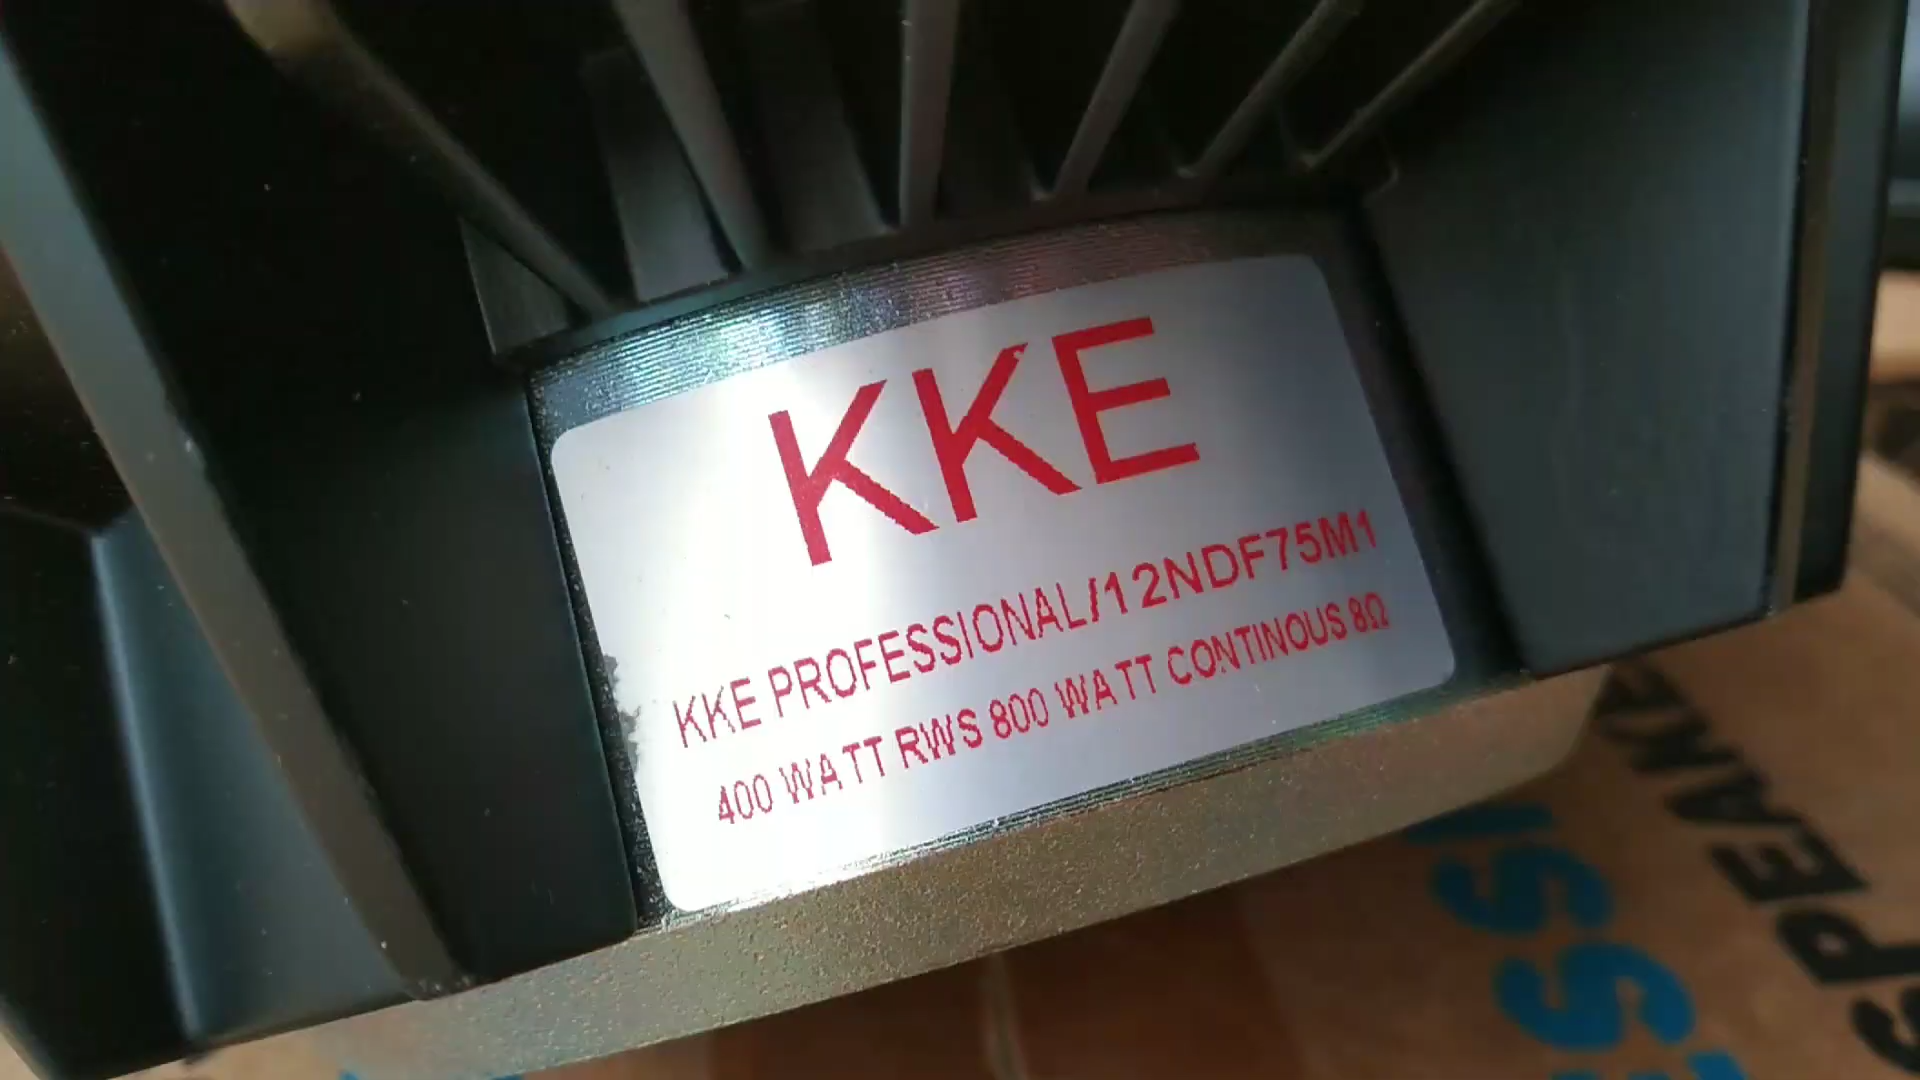 KKE
KKE PROFESSIONAL/12NDF75M1
400 WATT RWS 800 WATT CONTINOUS 8Ω